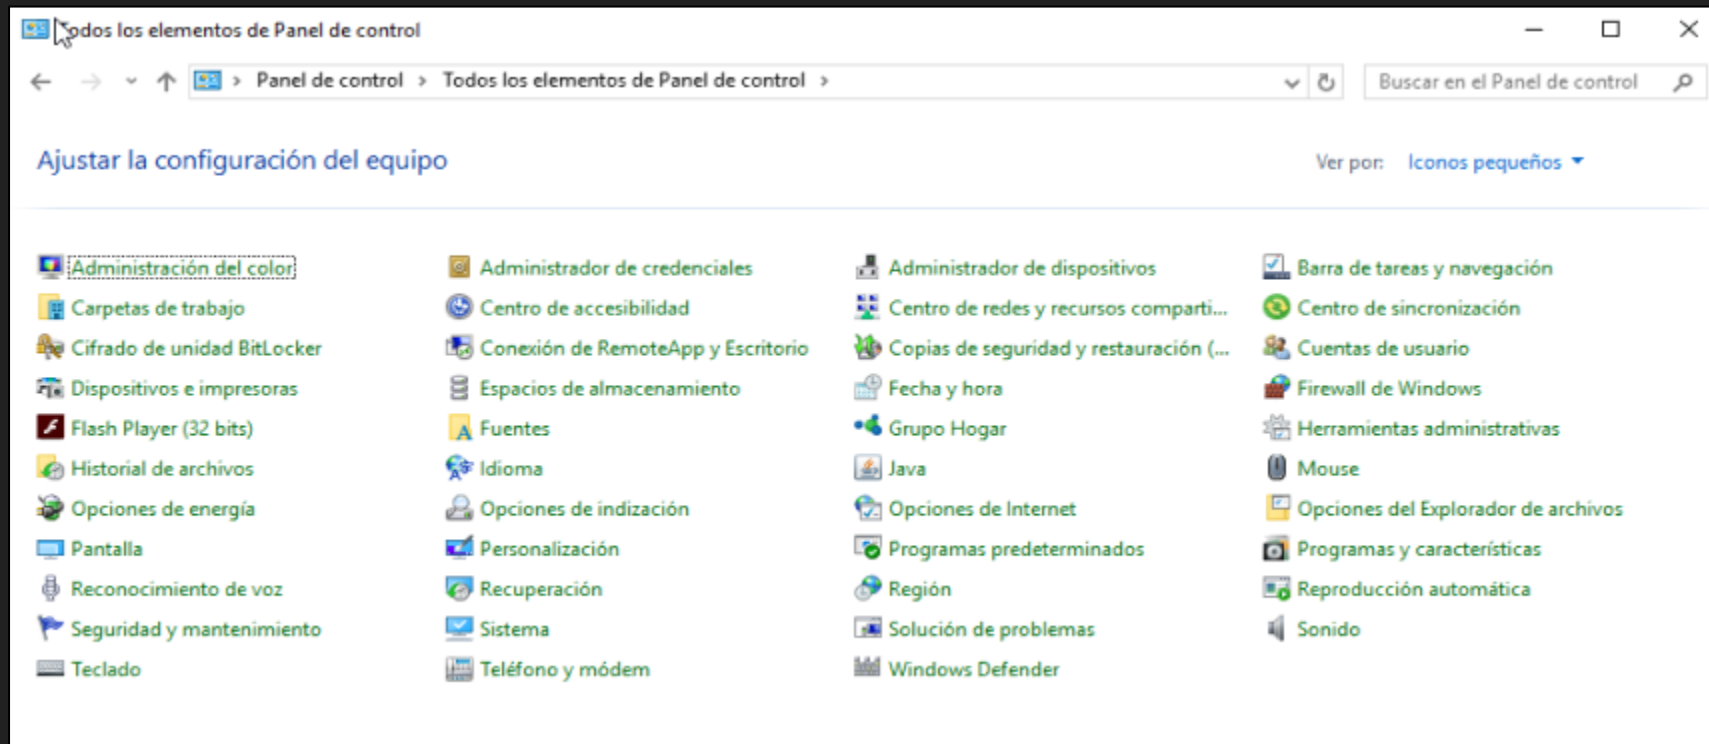 Todos los elementos de Panel de control
Panel de control > Todos los elementos de Panel de control >
Buscar en el Panel de control
Ajustar la configuración del equipo
Ver por: Iconos pequeños
Administración del color
Administrador de credenciales
Administrador de dispositivos
Barra de tareas y navegación
Carpetas de trabajo
Centro de accesibilidad
Centro de redes y recursos comparti...
Centro de sincronización
Cifrado de unidad BitLocker
Conexión de RemoteApp y Escritorio
Copias de seguridad y restauración (...
Cuentas de usuario
Dispositivos e impresoras
Espacios de almacenamiento
Fecha y hora
Firewall de Windows
Flash Player (32 bits)
Fuentes
Grupo Hogar
Herramientas administrativas
Historial de archivos
Idioma
Java
Mouse
Opciones de energía
Opciones de indización
Opciones de Internet
Opciones del Explorador de archivos
Pantalla
Personalización
Programas predeterminados
Programas y características
Reconocimiento de voz
Recuperación
Región
Reproducción automática
Seguridad y mantenimiento
Sistema
Solución de problemas
Sonido
Teclado
Teléfono y módem
Windows Defender